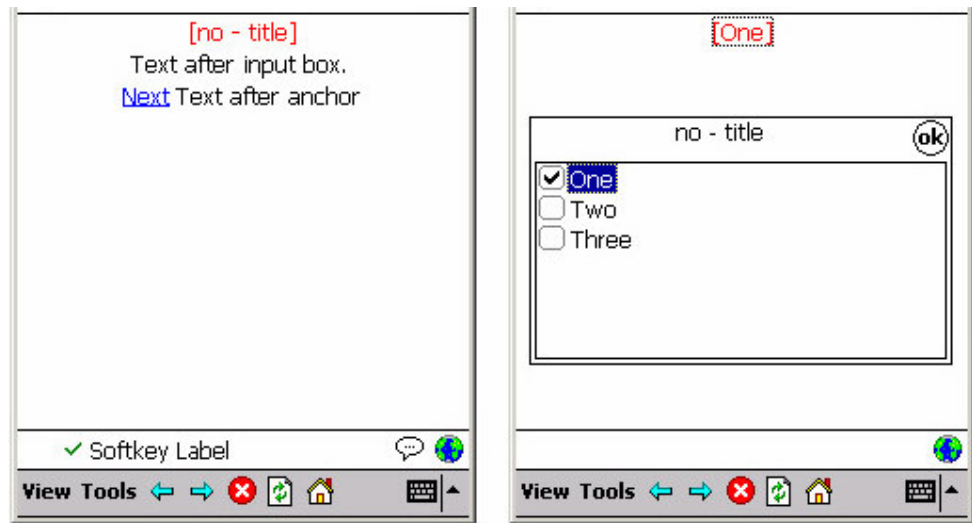 [no - title]
Text after input box.
Next Text after anchor
Softkey Label
View Tools
[One]
no - title
ok
One
Two
Three
View Tools